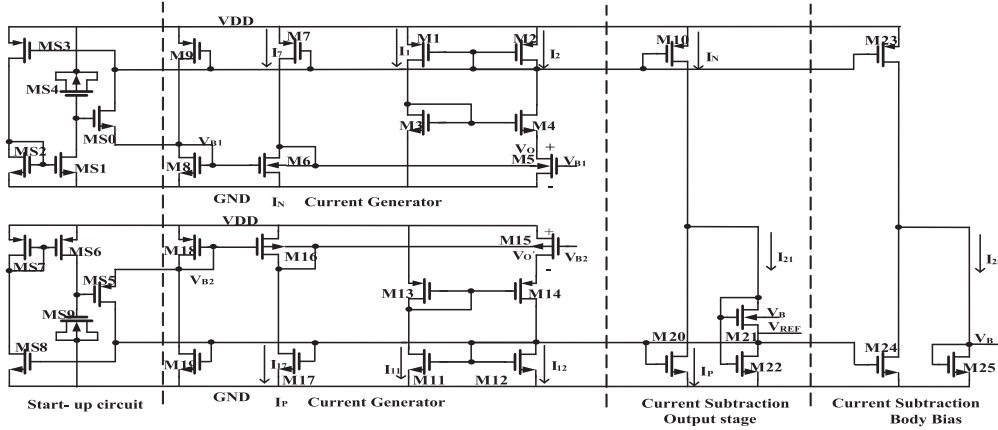 VDD
MS3
M9
I7
M7
I1
M1
M2
I2
M10
IN
M23
MS4
MS0
M3
M4
MS2
MS1
VB1
M8
M6
VO
+
M5
VB1
-
GND
IN
Current Generator
VDD
MS7
MS6
M18
M16
M15
+
VO'
VB2
-
VB2
MS5
M13
M14
I21
I2
MS9
VB
M21
VREF
MS8
M19
I17
M17
I11
M11
M12
I12
M20
IP
M22
M24
VB
M25
Start- up circuit
GND
IP
Current Generator
Current Subtraction
Output stage
Current Subtraction
Body Bias